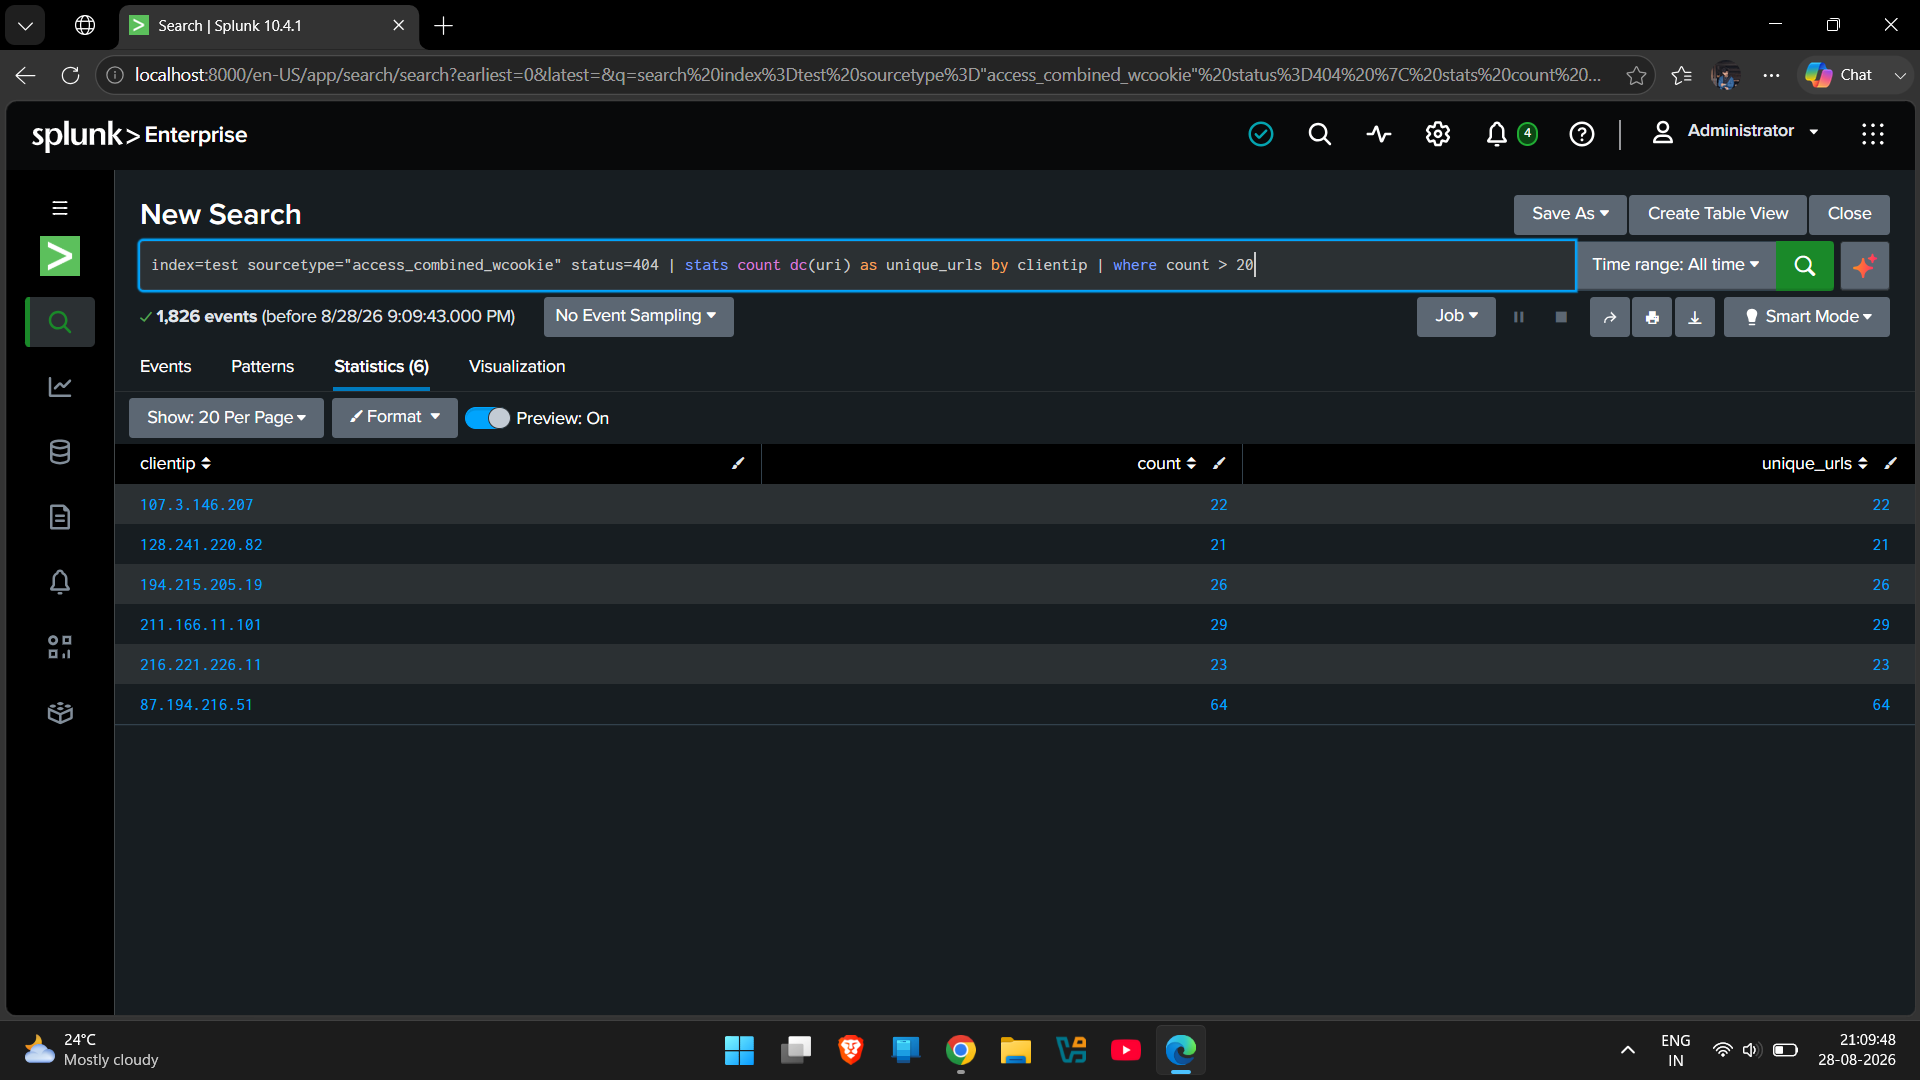 Search | Splunk 10.4.1
localhost:8000/en-US/app/search/search?earliest=0&latest=&q=search%20index%3Dtest%20sourcetype%3D"access_combined_wcookie"%20status%3D404%20%7C%20stats%20count%20...
Chat
splunk>Enterprise
4
Administrator
New Search
Save As
Create Table View
Close
index=test sourcetype="access_combined_wcookie" status=404 | stats count dc(uri) as unique_urls by clientip | where count > 20
Time range: All time
1,826 events (before 8/28/26 9:09:43.000 PM)
No Event Sampling
Job
Smart Mode
Events
Patterns
Statistics (6)
Visualization
Show: 20 Per Page
Format
Preview: On
clientip count unique_urls
107.3.146.207 22 22
128.241.220.82 21 21
194.215.205.19 26 26
211.166.11.101 29 29
216.221.226.11 23 23
87.194.216.51 64 64
24°C
Mostly cloudy
ENG
IN
21:09:48
28-08-2026